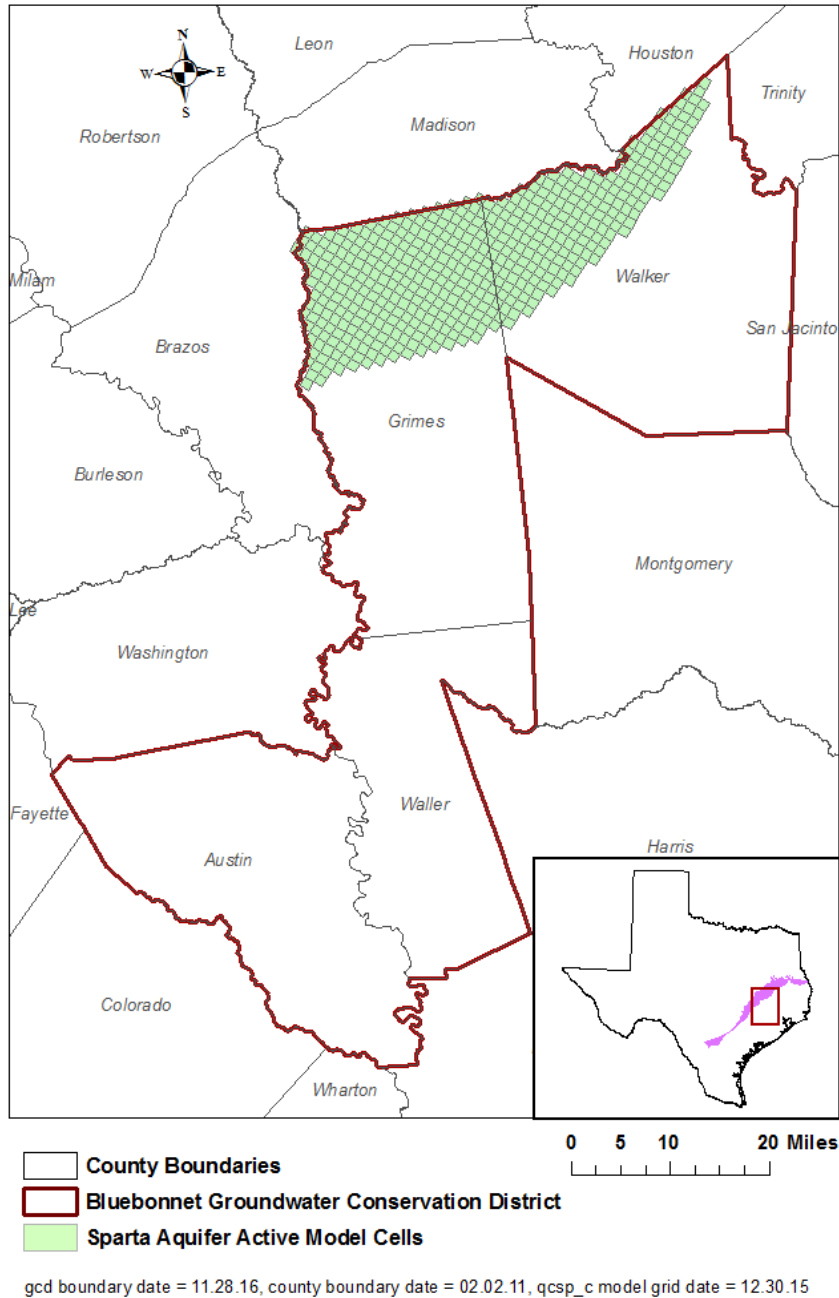 Leon
Houston
N
W E
S
Trinity
Madison
Robertson
Milam
Walker
San Jacinto
Brazos
Grimes
Burleson
Montgomery
Lee
Washington
Fayette
Waller
Austin
Harris
Colorado
Wharton
0 5 10 20 Miles
County Boundaries
Bluebonnet Groundwater Conservation District
Sparta Aquifer Active Model Cells
gcd boundary date = 11.28.16, county boundary date = 02.02.11, qcsp_c model grid date = 12.30.15